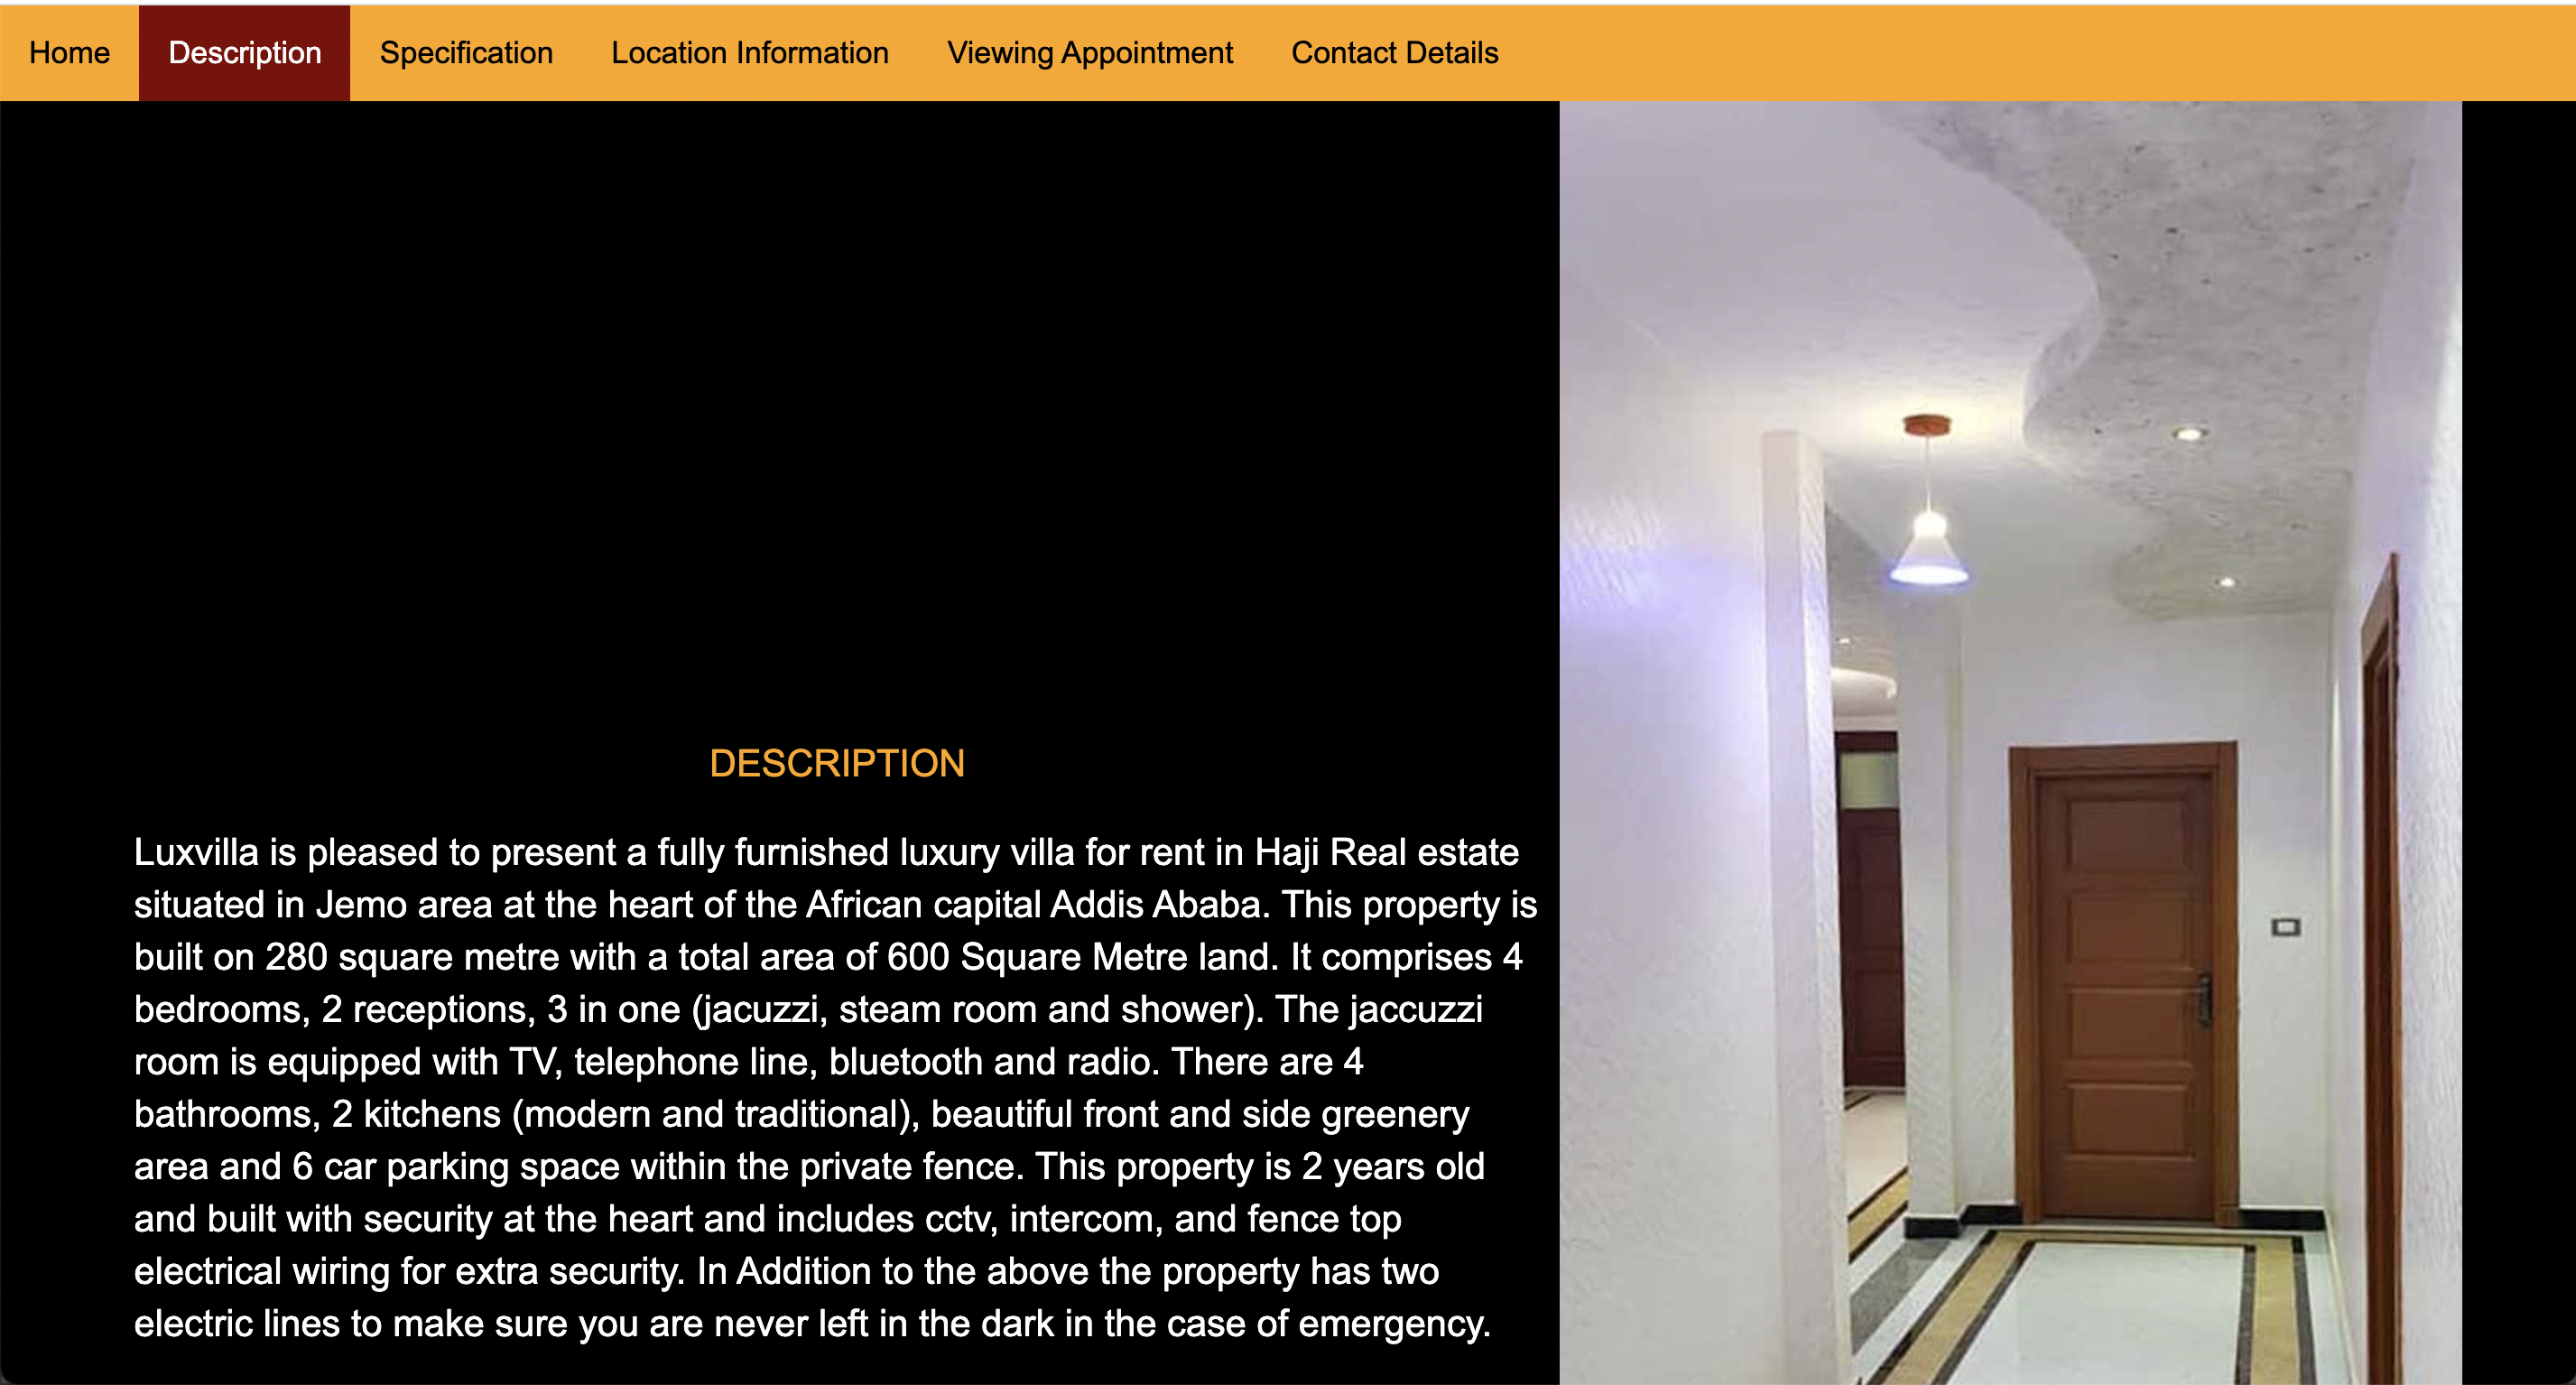 Home Description Specification Location Information Viewing Appointment Contact Details
DESCRIPTION
Luxvilla is pleased to present a fully furnished luxury villa for rent in Haji Real estate
situated in Jemo area at the heart of the African capital Addis Ababa. This property is
built on 280 square metre with a total area of 600 Square Metre land. It comprises 4
bedrooms, 2 receptions, 3 in one (jacuzzi, steam room and shower). The jaccuzzi
room is equipped with TV, telephone line, bluetooth and radio. There are 4
bathrooms, 2 kitchens (modern and traditional), beautiful front and side greenery
area and 6 car parking space within the private fence. This property is 2 years old
and built with security at the heart and includes cctv, intercom, and fence top
electrical wiring for extra security. In Addition to the above the property has two
electric lines to make sure you are never left in the dark in the case of emergency.